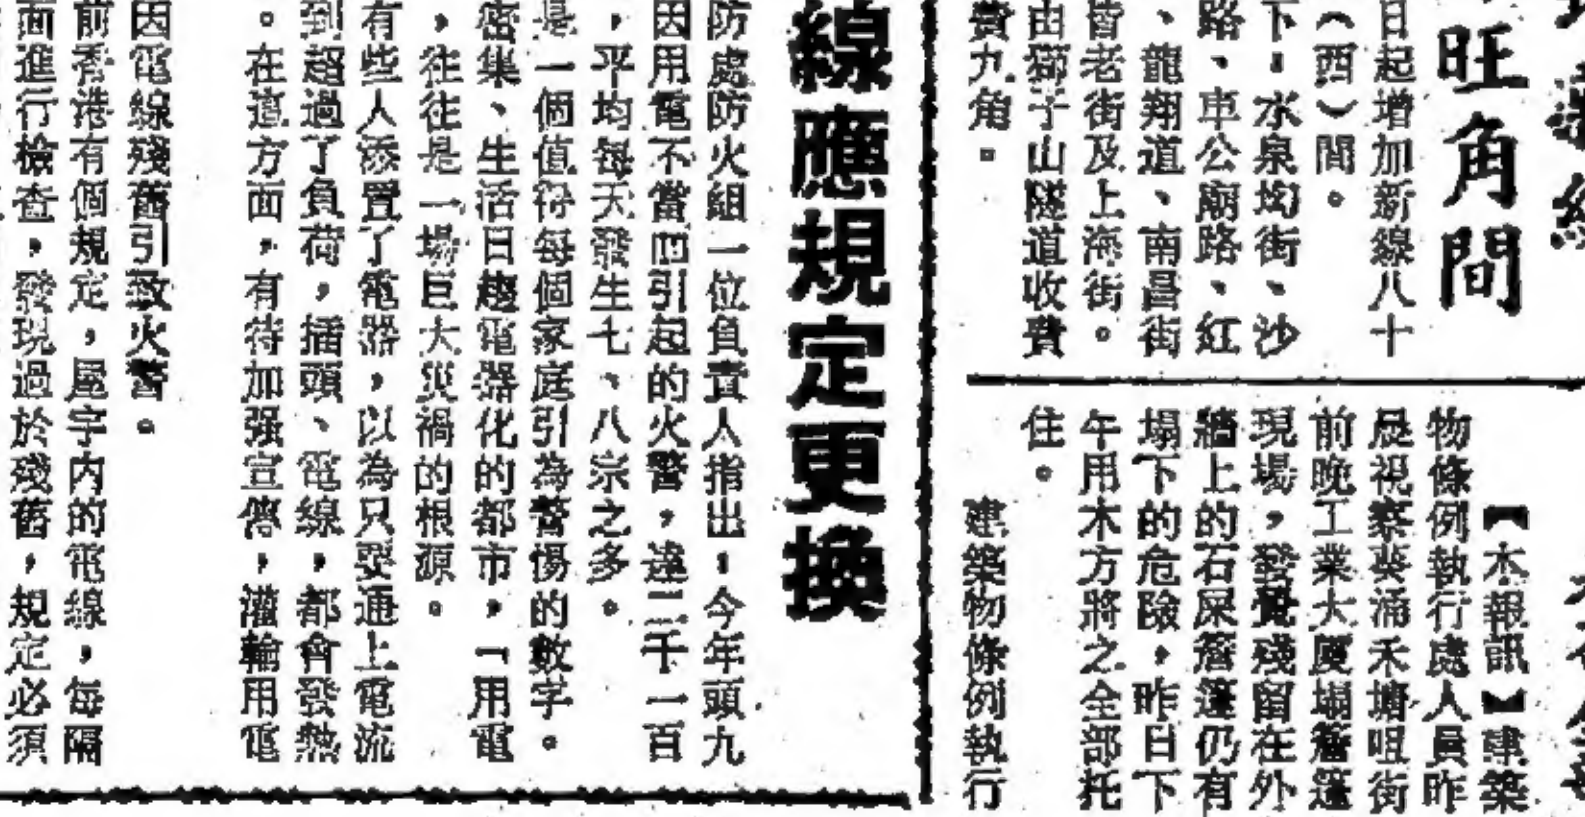 旺角間
日起增加新線八十
（西）間。
下：水泉坳街、沙
路、車公廟路、紅
、龍翔道、南昌街
皆老街及上海街。
由獅子山隧道收費
費九角。
【本報訊】建築
物條例執行處人員昨
晨視察葵涌禾塘咀街
前晚工業大廈塌簷篷
現場，發覺殘留在外
牆上的石屎簷篷仍有
塌下的危險，昨日下
午用木方將之全部托
住。
建築物條例執行
線應規定更換
防處防火組一位負責人指出，今年頭九
因用電不當而引起的火警，達二千一百
，平均每天發生七、八宗之多。
是一個值得每個家庭引為警惕的數字。
密集、生活日趨電器化的都市，「用電
，往往是一場巨大災禍的根源。
有些人添置了電器，以為只要通上電流
到超過了負荷，插頭、電線，都會發熱
。在這方面，有待加強宣傳，灌輸用電
因電線殘舊引致火警。
前香港有個規定，屋宇內的電線，每隔
面進行檢查，發現過於殘舊，規定必須